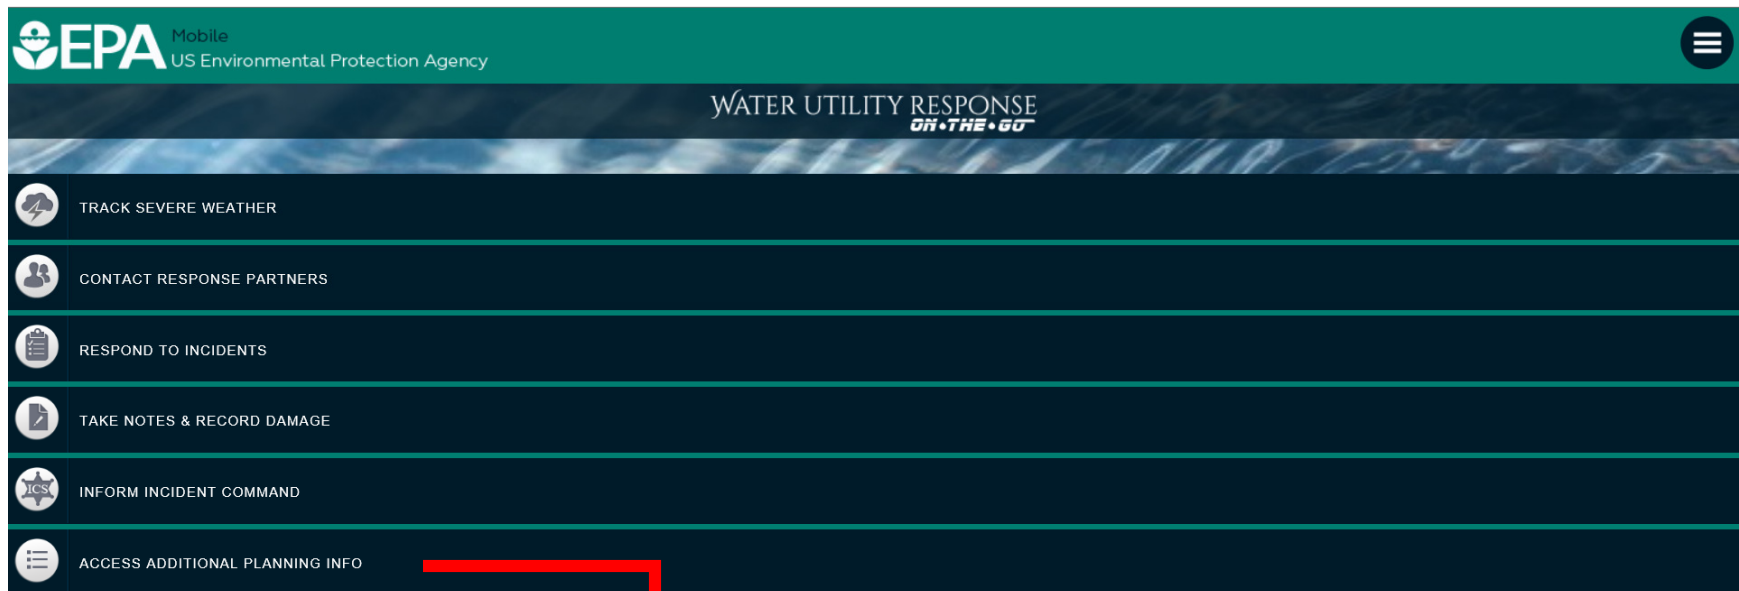 EPA Mobile
US Environmental Protection Agency
WATER UTILITY RESPONSE
ON•THE•GO
TRACK SEVERE WEATHER
CONTACT RESPONSE PARTNERS
RESPOND TO INCIDENTS
TAKE NOTES & RECORD DAMAGE
ICS
INFORM INCIDENT COMMAND
ACCESS ADDITIONAL PLANNING INFO